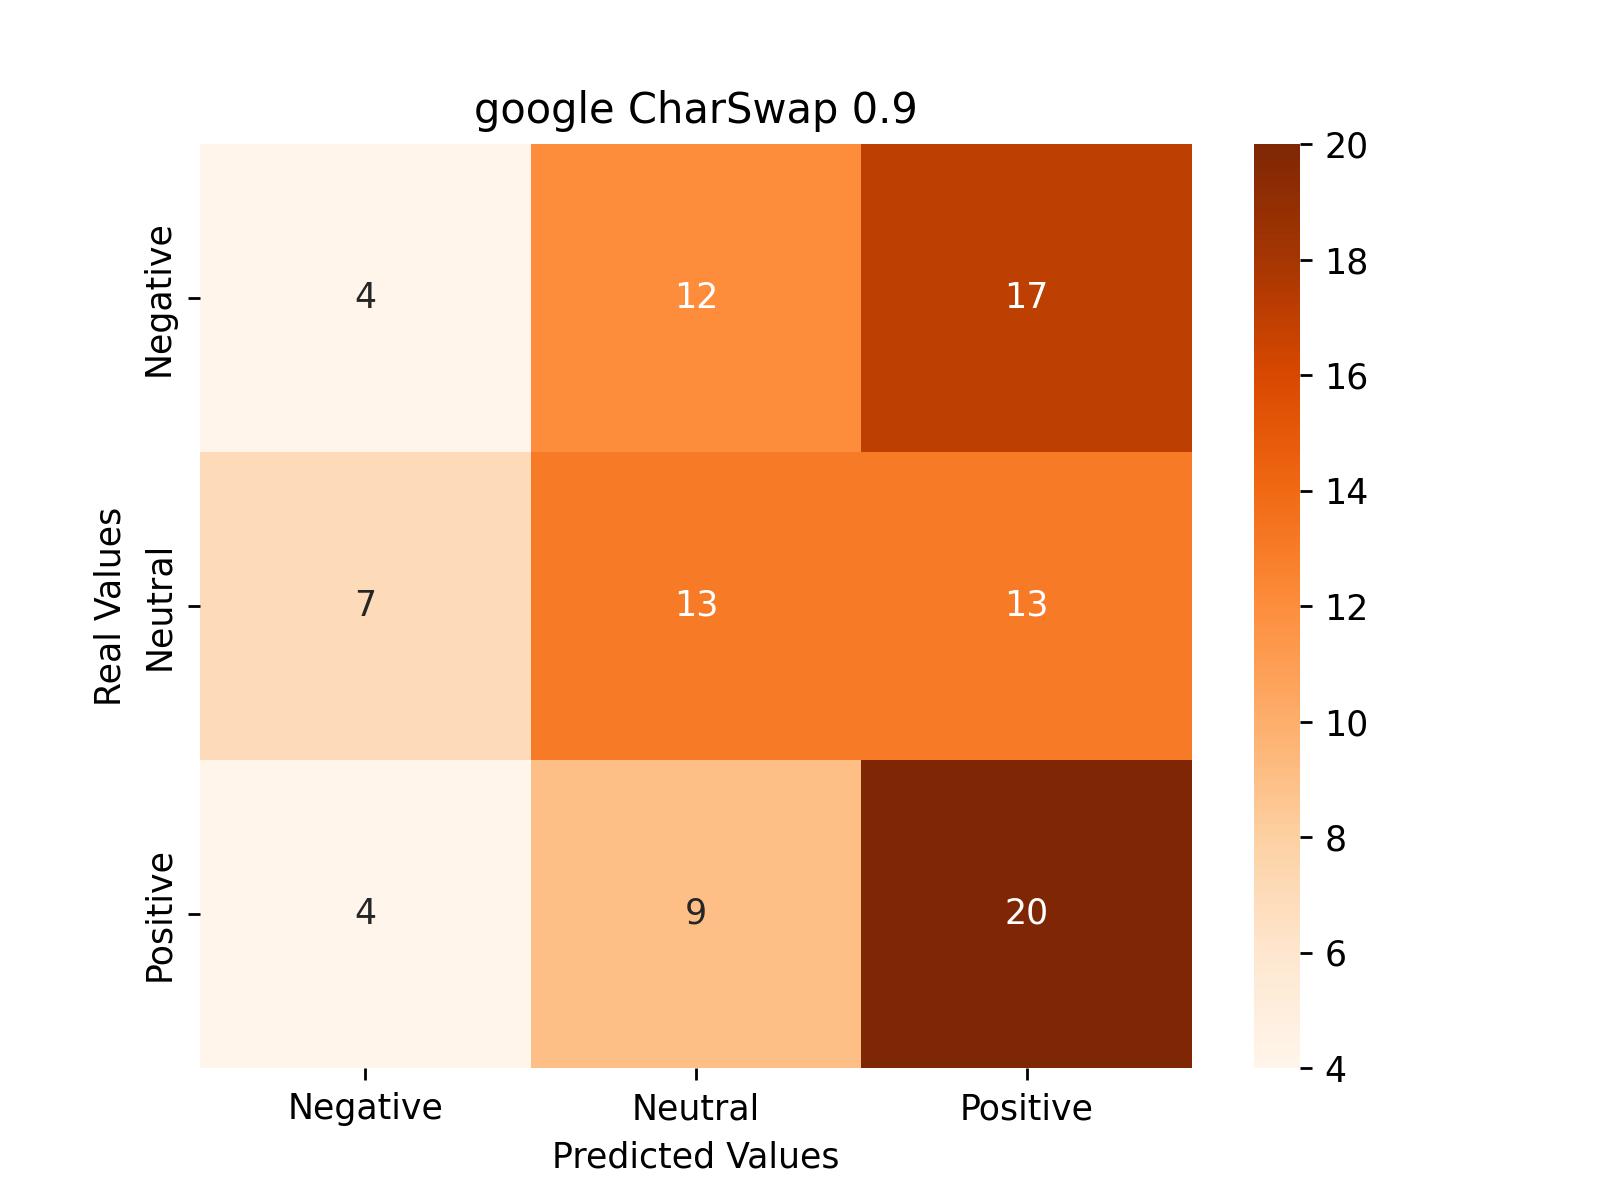 google CharSwap 0.9
Real Values
Negative
4 12 17
Neutral
7 13 13
Positive
4 9 20
Negative Neutral Positive
Predicted Values
20
18
16
14
12
10
8
6
4